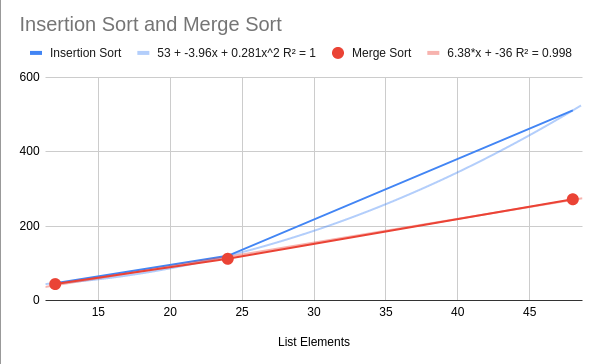 Insertion Sort and Merge Sort
Insertion Sort 53 + -3.96x + 0.281x^2 R² = 1 Merge Sort 6.38*x + -36 R² = 0.998
600
400
200
0
15 20 25 30 35 40 45
List Elements